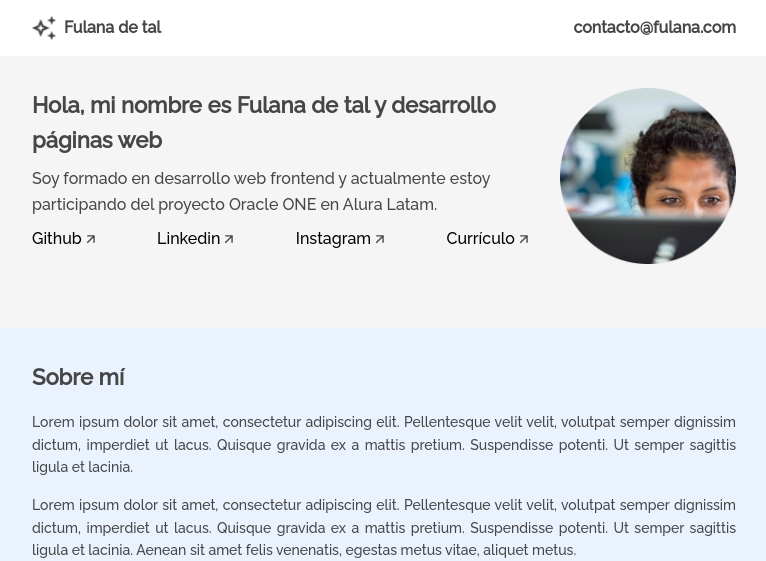 Fulana de tal
contacto@fulana.com
Hola, mi nombre es Fulana de tal y desarrollo
páginas web
Soy formado en desarrollo web frontend y actualmente estoy
participando del proyecto Oracle ONE en Alura Latam.
Github Linkedin Instagram Currículo
Sobre mí
Lorem ipsum dolor sit amet, consectetur adipiscing elit. Pellentesque velit velit, volutpat semper dignissim
dictum, imperdiet ut lacus. Quisque gravida ex a mattis pretium. Suspendisse potenti. Ut semper sagittis
ligula et lacinia.
Lorem ipsum dolor sit amet, consectetur adipiscing elit. Pellentesque velit velit, volutpat semper dignissim
dictum, imperdiet ut lacus. Quisque gravida ex a mattis pretium. Suspendisse potenti. Ut semper sagittis
ligula et lacinia. Aenean sit amet felis venenatis, egestas metus vitae, aliquet metus.